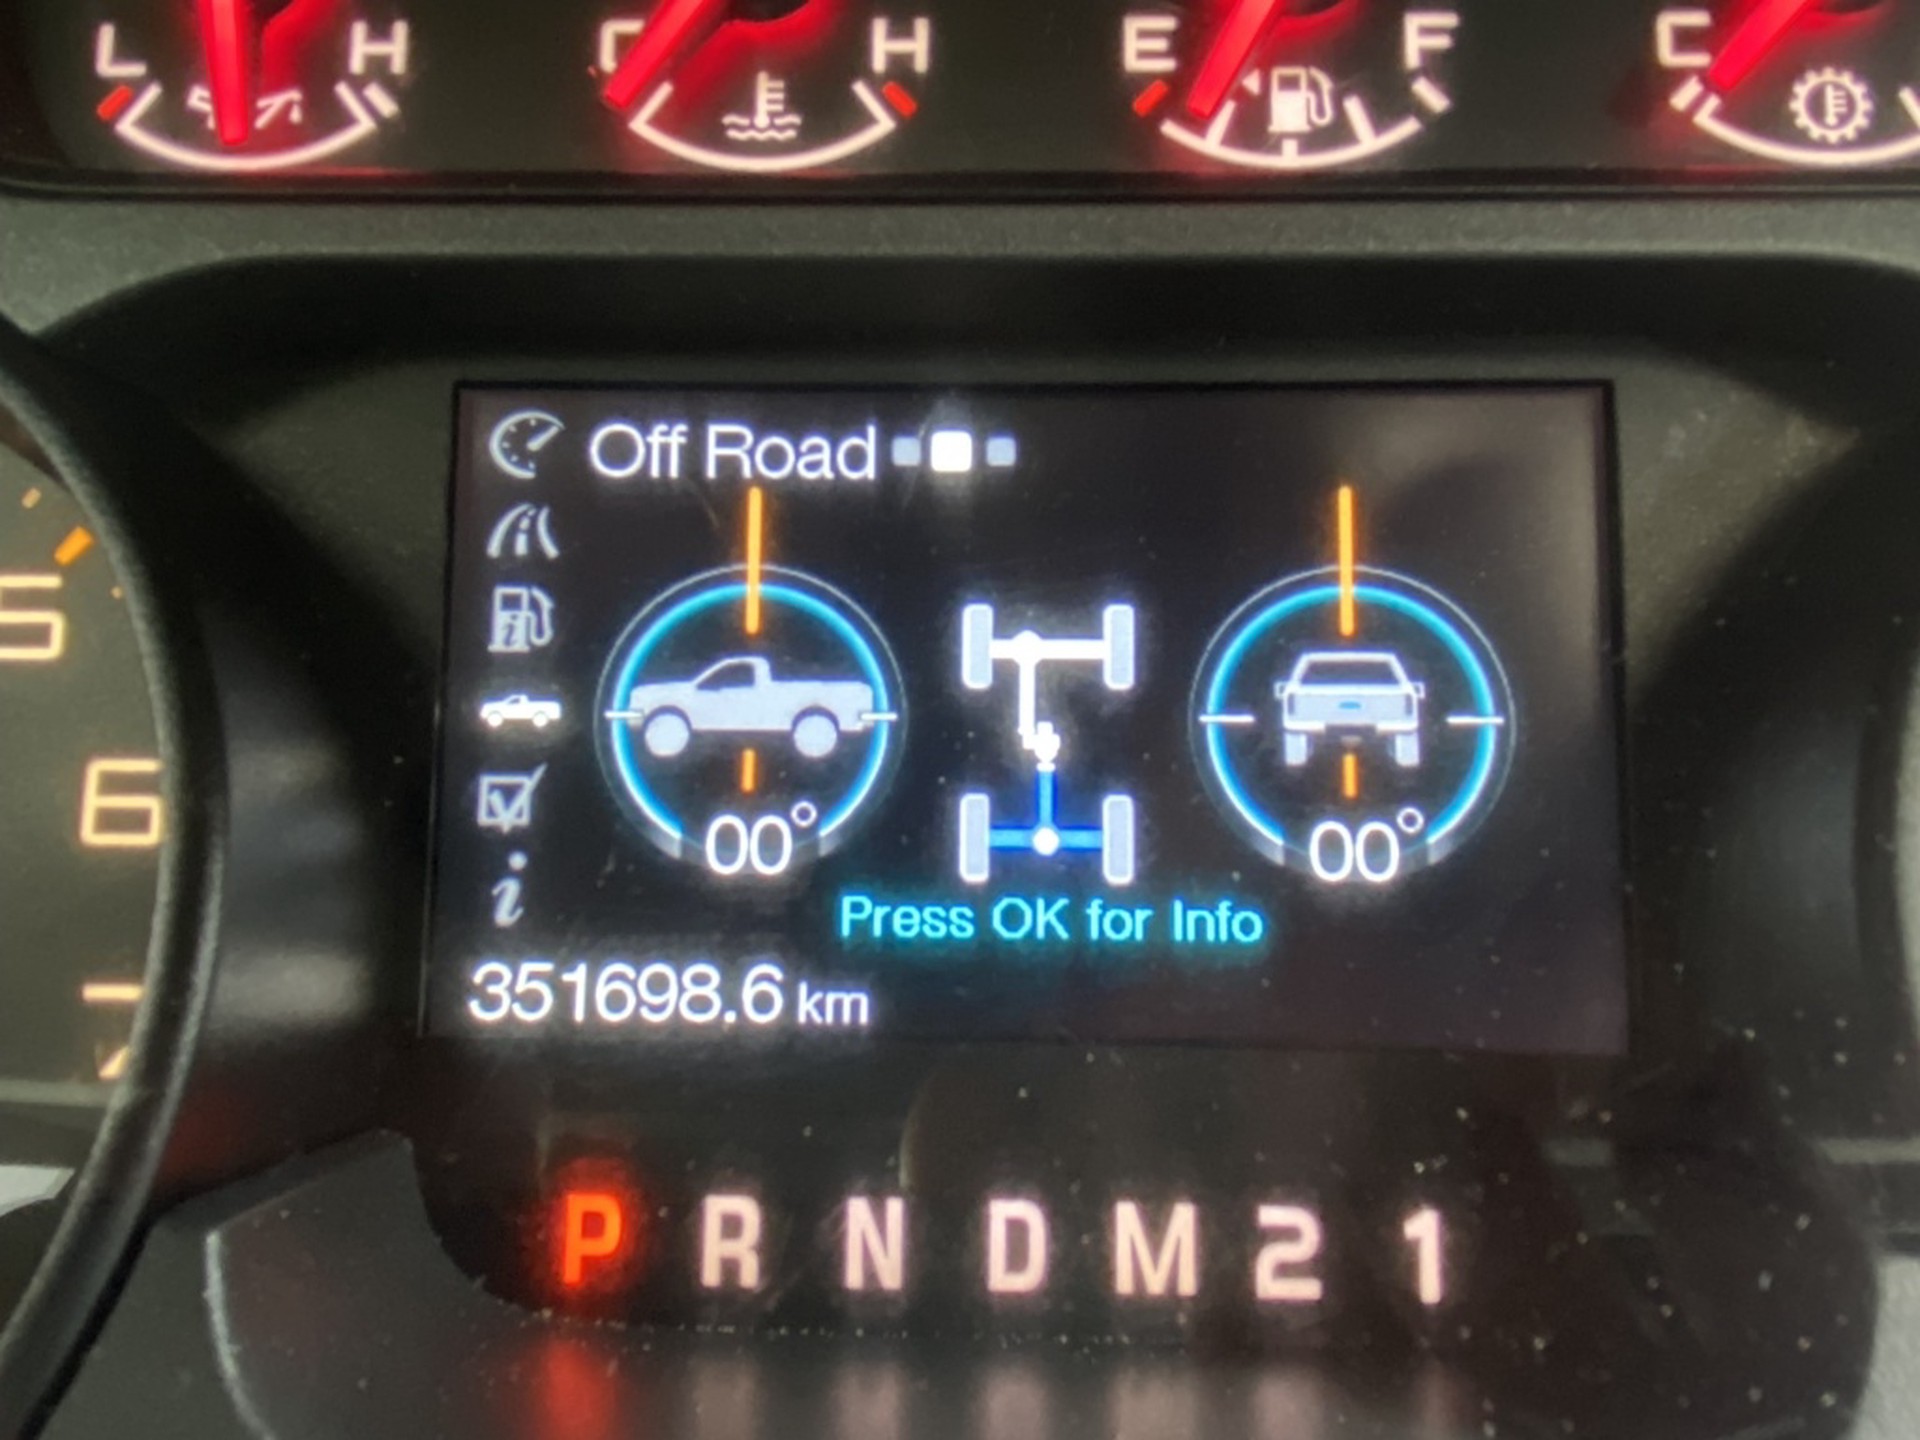 L H C H E F C
5
6
Off Road
00° 00°
Press OK for Info
351698.6 km
P R N D M 2 1